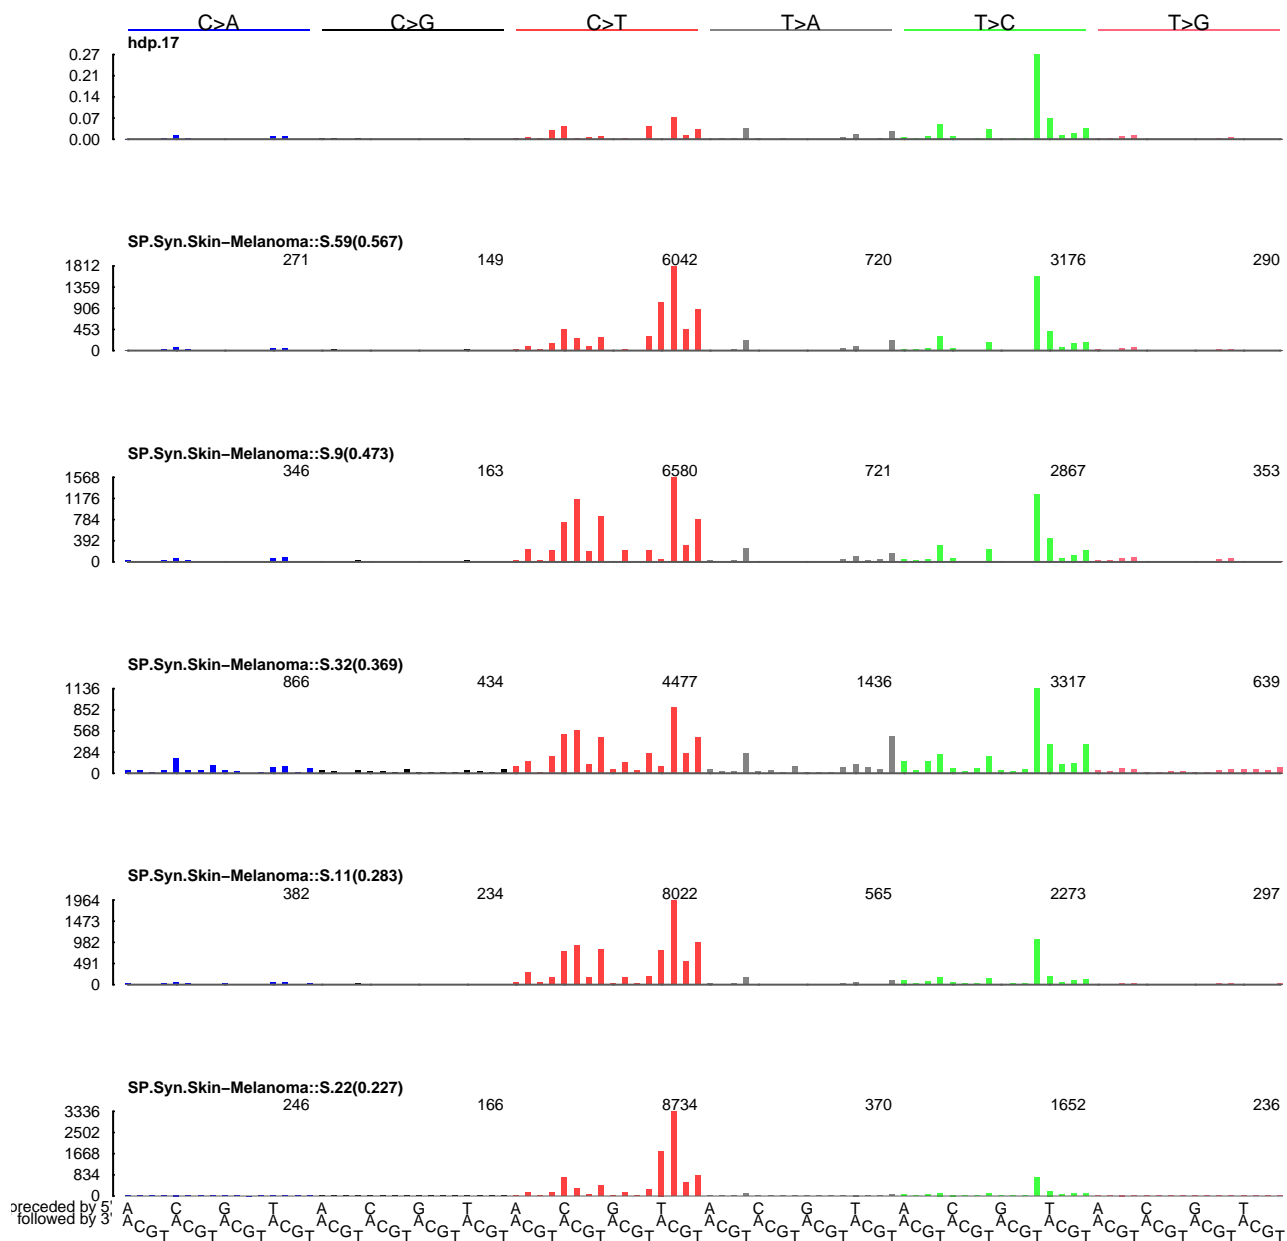 C>A C>G C>T T>A T>C T>G
hdp.17
0.27
0.21
0.14
0.07
0.00
SP.Syn.Skin−Melanoma::S.59(0.567)
271 149 6042 720 3176 290
1812
1359
906
453
0
SP.Syn.Skin−Melanoma::S.9(0.473)
346 163 6580 721 2867 353
1568
1176
784
392
0
SP.Syn.Skin−Melanoma::S.32(0.369)
866 434 4477 1436 3317 639
1136
852
568
284
0
SP.Syn.Skin−Melanoma::S.11(0.283)
382 234 8022 565 2273 297
1964
1473
982
491
0
SP.Syn.Skin−Melanoma::S.22(0.227)
246 166 8734 370 1652 236
3336
2502
1668
834
0
preceded by 5' A C G T A C G T A C G T A C G T A C G T A C G T
followed by 3' A C G T A C G T A C G T A C G T A C G T A C G T A C G T A C G T A C G T A C G T A C G T A C G T A C G T A C G T A C G T A C G T A C G T A C G T A C G T A C G T A C G T A C G T A C G T A C G T